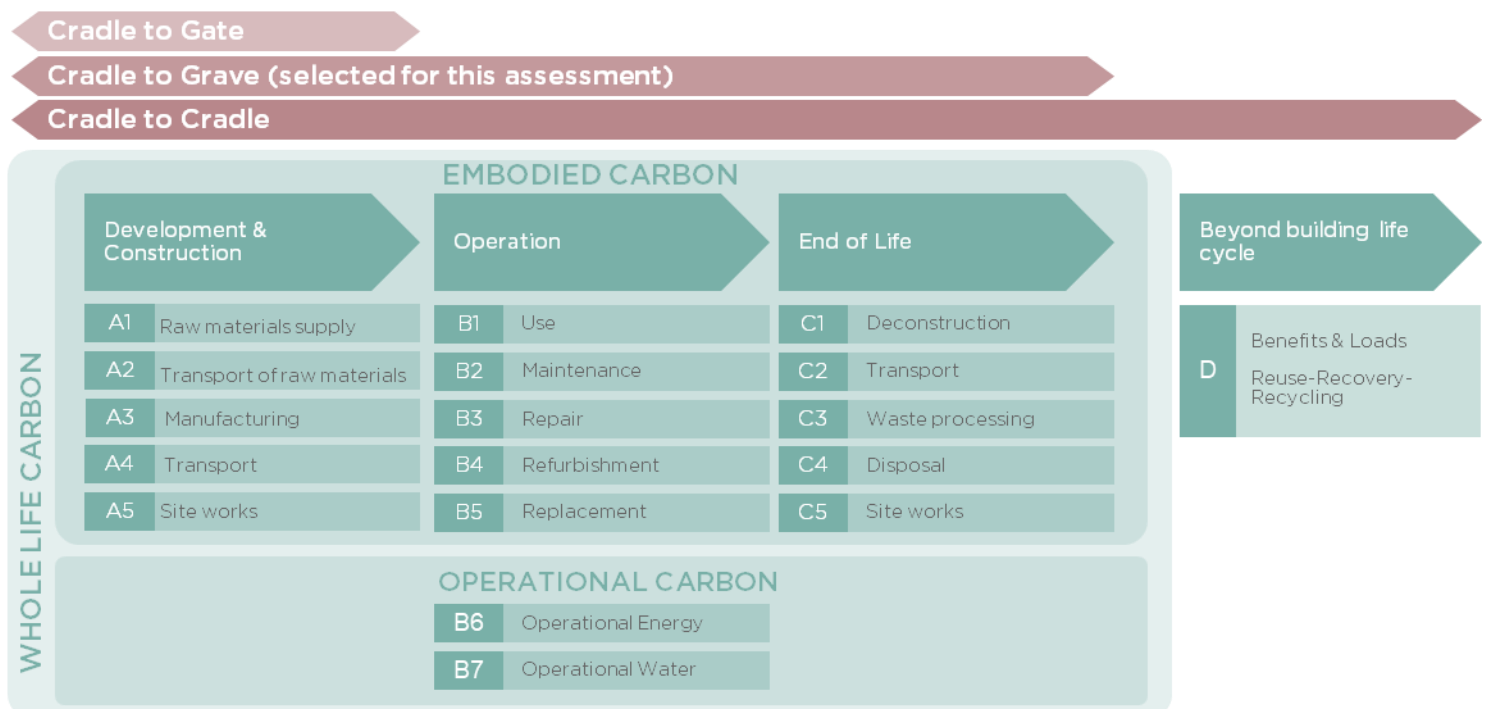 Cradle to Gate
Cradle to Grave (selected for this assessment)
Cradle to Cradle
WHOLE LIFE CARBON
EMBODIED CARBON
Development &
Construction
A1 Raw materials supply
A2 Transport of raw materials
A3 Manufacturing
A4 Transport
A5 Site works
Operation
B1 Use
B2 Maintenance
B3 Repair
B4 Refurbishment
B5 Replacement
End of Life
C1 Deconstruction
C2 Transport
C3 Waste processing
C4 Disposal
C5 Site works
Beyond building life
cycle
D
Benefits & Loads
Reuse-Recovery-
Recycling
OPERATIONAL CARBON
B6 Operational Energy
B7 Operational Water